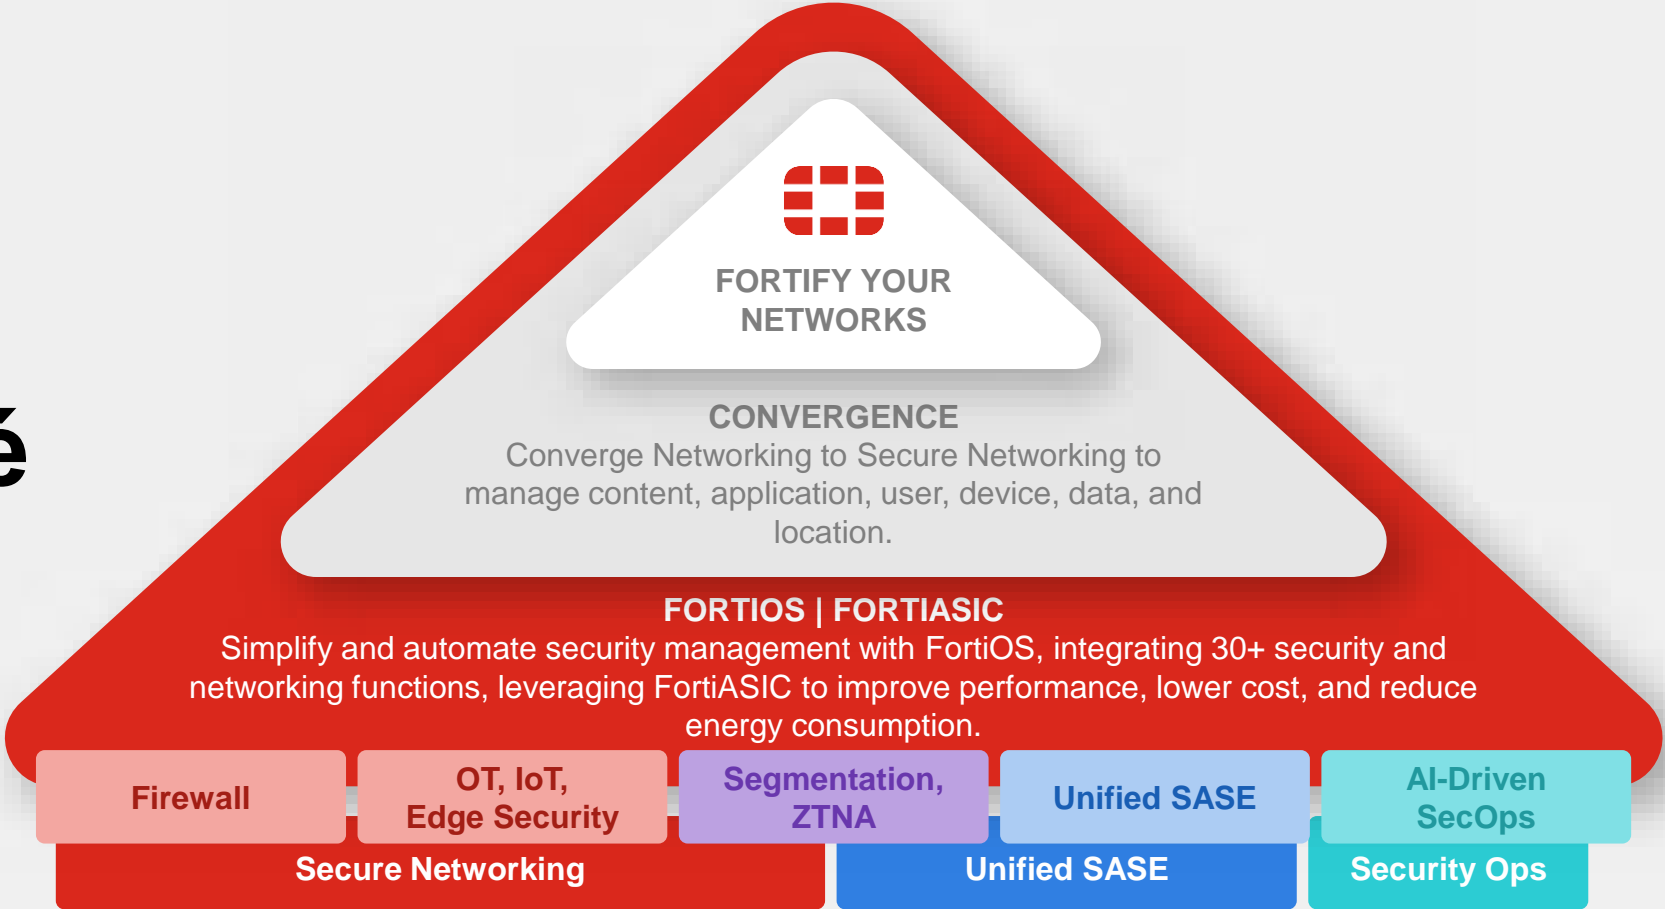 FORTIFY YOUR
NETWORKS
é
CONVERGENCE
Converge Networking to Secure Networking to
manage content, application, user, device, data, and
location.
FORTIOS | FORTIASIC
Simplify and automate security management with FortiOS, integrating 30+ security and
networking functions, leveraging FortiASIC to improve performance, lower cost, and reduce
energy consumption.
Firewall
OT, IoT,
Edge Security
Segmentation,
ZTNA
Unified SASE
AI-Driven
SecOps
Secure Networking
Unified SASE
Security Ops